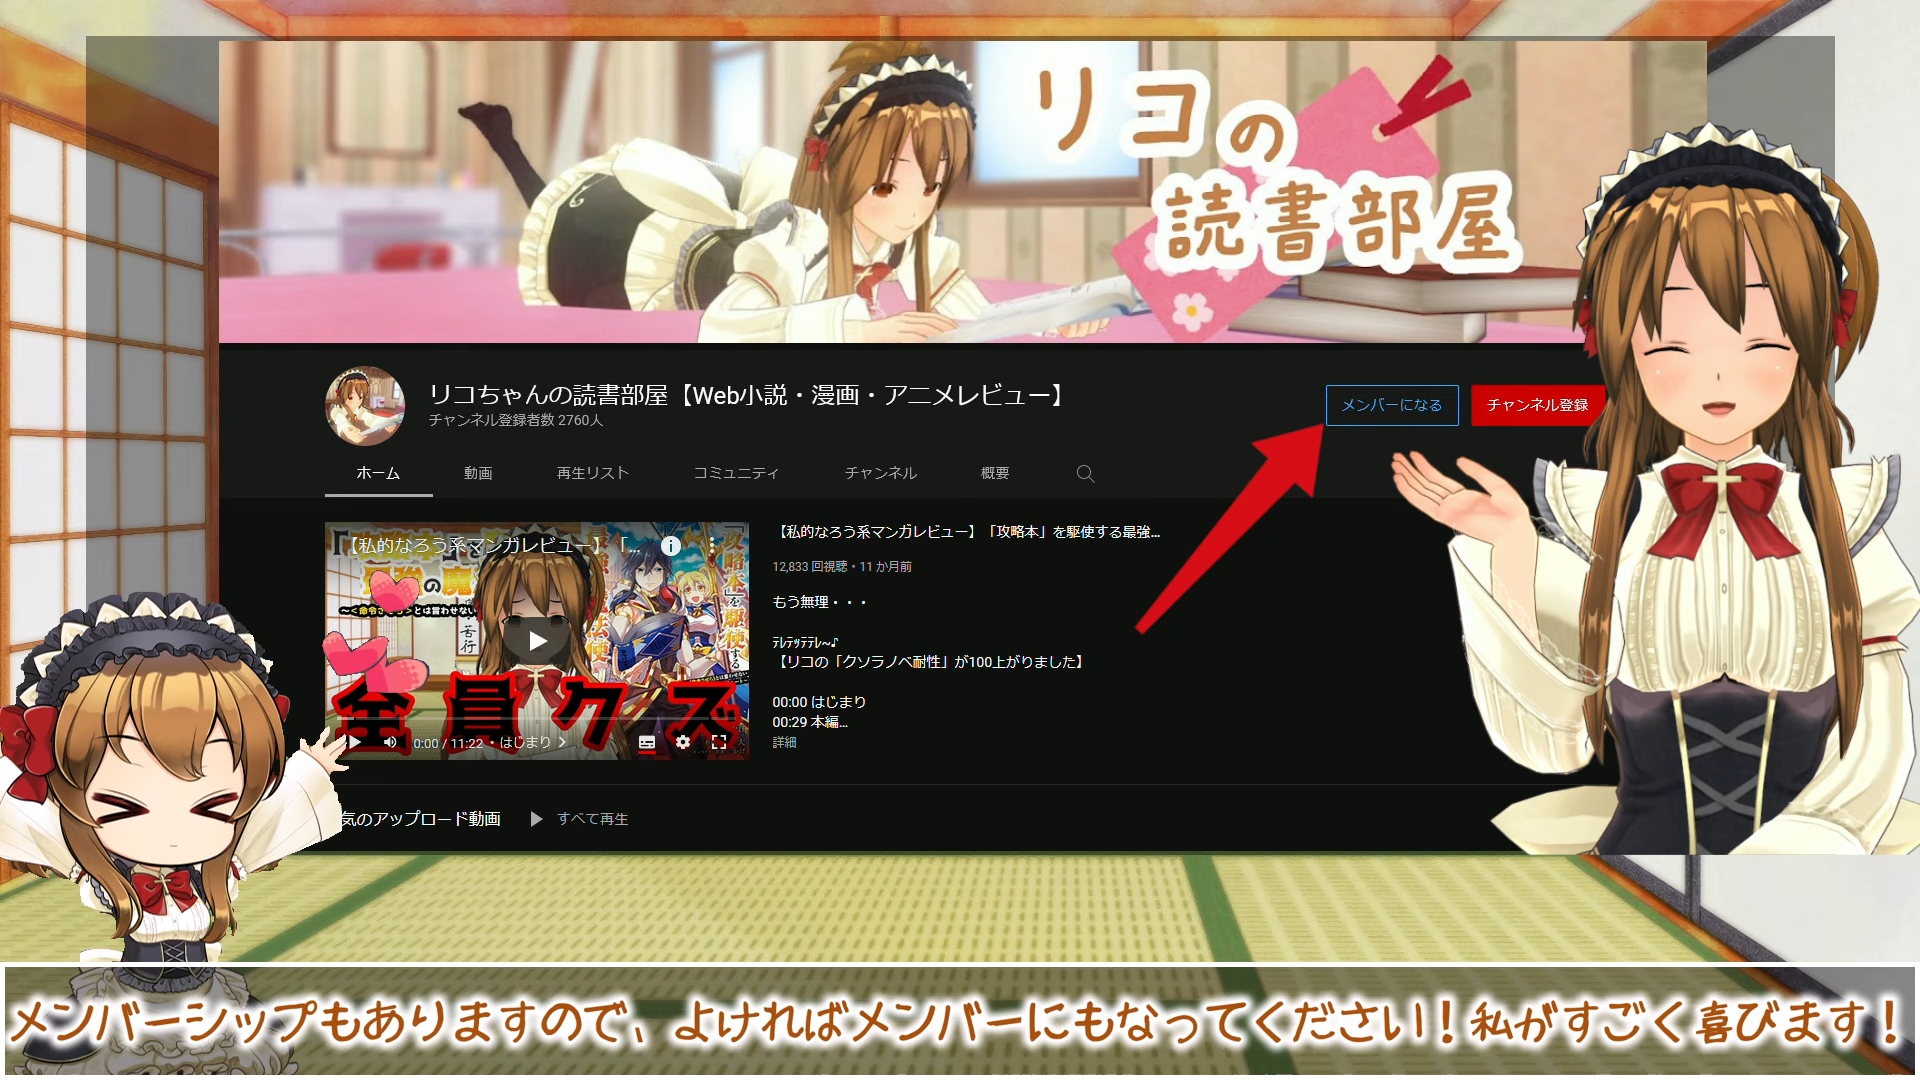 リコの
読書部屋
リコちゃんの読書部屋【Web小説・漫画・アニメレビュー】
チャンネル登録者数 2760人
メンバーになる
チャンネル登録
ホーム
動画
再生リスト
コミュニティ
チャンネル
概要
【私的なろう系マンガレビュー】「...
苦行
全員クズ
0:00 / 11:22・はじまり
【私的なろう系マンガレビュー】「攻略本」を駆使する最強...
12,833 回視聴・11 か月前
もう無理・・・
ﾃﾚﾃｯﾃﾃﾚ~♪
【リコの「クソラノベ耐性」が100上がりました】
00:00 はじまり
00:29 本編...
詳細
気のアップロード動画
すべて再生
メンバーシップもありますので、よければメンバーにもなってください！私がすごく喜びます！